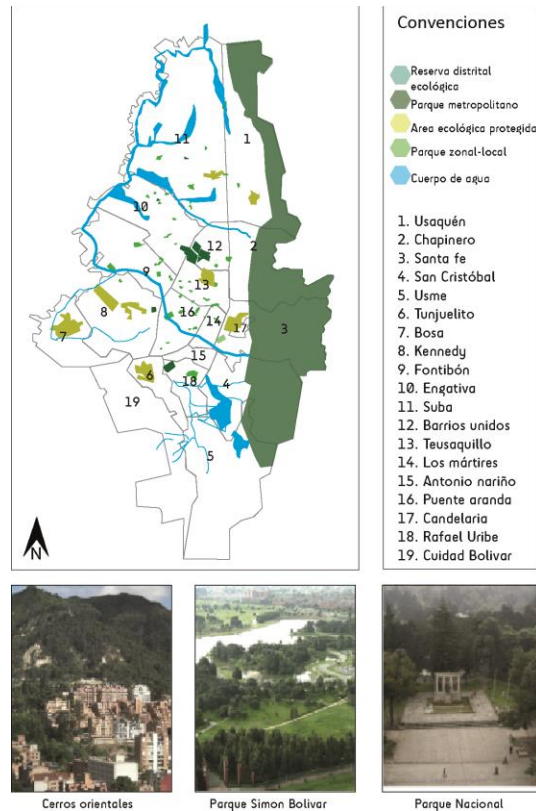 Convenciones
Reserva distrital
ecológica
Parque metropolitano
Area ecológica protegida
Parque zonal-local
Cuerpo de agua
1. Usaquén
2. Chapinero
3. Santa fe
4. San Cristóbal
5. Usme
6. Tunjuelito
7. Bosa
8. Kennedy
9. Fontibón
10. Engativa
11. Suba
12. Barrios unidos
13. Teusaquillo
14. Los mártires
15. Antonio nariño
16. Puente aranda
17. Candelaria
18. Rafael Uribe
19. Cuidad Bolivar
11
1
10
12
2
9
13
8
16
14
17
3
7
15
6
18
4
19
5
N
Cerros orientales
Parque Simon Bolivar
Parque Nacional